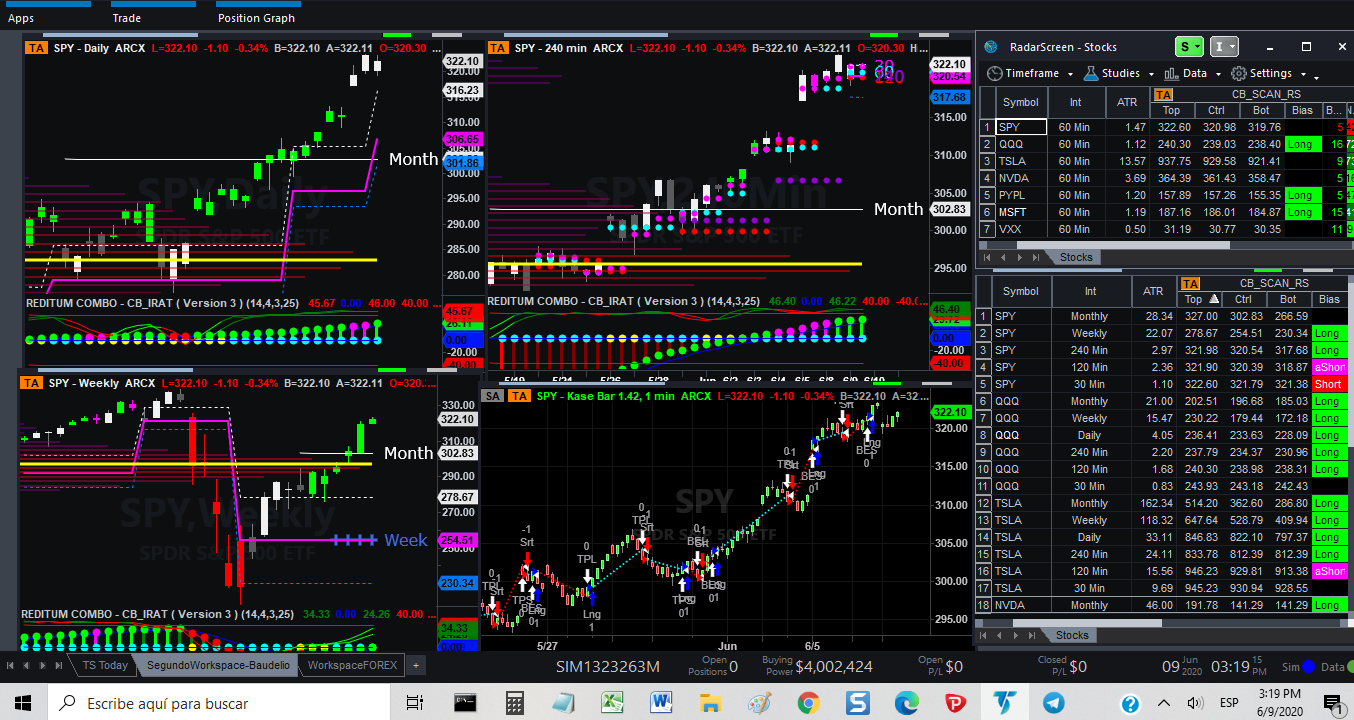 Apps Trade Position Graph
TA SPY - Daily ARCX L=322.10 -1.10 -0.34% B=322.10 A=322.11 O=320.30 ...
322.10
320.00
316.23
315.00
306.65
301.86
300.00
295.00
290.00
285.00
280.00
Month
SPY,Daily
SPDR S&P 500 ETF
REDITUM COMBO - CB_IRAT ( Version 3 ) (14,4,3,25) 45.67 0.00 46.00 40.00 ...
45.67
26.11
0.00
-20.00
-40.00
TA SPY - 240 min ARCX L=322.10 -1.10 -0.34% B=322.10 A=322.11 O=320.30 H ...
30
60
120
322.10
320.54
317.68
315.00
310.00
305.00
302.83
300.00
295.00
Month
SPDR S&P 500 ETF
REDITUM COMBO - CB_IRAT ( Version 3 ) (14,4,3,25) 46.40 0.00 46.22 40.00 -40.0...
46.40
0.00
-20.00
-40.00
5/19 5/21 5/26 5/28 Jun 6/2 6/3 6/4 6/5 6/8 6/9 6/10
TA SPY - Weekly ARCX L=322.10 -1.10 -0.34% B=322.10 A=322.11 O=320....
330.00
322.10
310.00
302.83
290.00
278.67
270.00
254.51
250.00
230.34
Month
Week
SPY,Weekly
SPDR S&P 500 ETF
REDITUM COMBO - CB_IRAT ( Version 3 ) (14,4,3,25) 34.33 0.00 24.26 40.00 ...
34.33
0.00
SA TA SPY - Kase Bar 1.42, 1 min ARCX L=322.10 -1.10 -0.34% B=322.10 A=32...
322.10
320.00
315.00
310.00
305.00
300.00
295.00
SPY
SPDR S&P 500 ETF
-1
Srt
0
TPL
Lng
1
5/27 Jun 6/5
RadarScreen - Stocks S I
Timeframe Studies Data Settings
Symbol Int ATR TA CB_SCAN_RS
Top Ctrl Bot Bias B...
1 SPY 60 Min 1.47 322.60 320.98 319.76 5
2 QQQ 60 Min 1.12 240.30 239.03 238.40 Long 16
3 TSLA 60 Min 13.57 937.75 929.58 921.41 9
4 NVDA 60 Min 3.69 364.39 361.43 358.47 5
5 PYPL 60 Min 1.20 157.89 157.26 155.35 Long 5
6 MSFT 60 Min 1.19 187.16 186.01 184.87 Long 15
7 VXX 60 Min 0.50 31.19 30.77 30.35 11
Stocks
Symbol Int ATR TA CB_SCAN_RS
Top Ctrl Bot Bias
1 SPY Monthly 28.34 327.00 302.83 266.59
2 SPY Weekly 22.07 278.67 254.51 230.34 Long
3 SPY 240 Min 2.97 321.98 320.54 317.68 Long
4 SPY 120 Min 2.36 321.90 320.39 318.87 aShor
5 SPY 30 Min 1.10 322.60 321.79 321.38 Short
6 QQQ Monthly 21.00 202.51 196.68 185.03 Long
7 QQQ Weekly 15.47 230.22 179.44 172.18 Long
8 QQQ Daily 4.05 236.41 233.63 228.09 Long
9 QQQ 240 Min 2.20 237.79 234.37 230.96 Long
10 QQQ 120 Min 1.68 240.30 238.98 238.31 Long
11 QQQ 30 Min 0.83 243.93 243.18 242.43
12 TSLA Monthly 162.34 514.20 362.60 286.80 Long
13 TSLA Weekly 118.32 647.64 528.79 409.94 Long
14 TSLA Daily 33.11 846.83 822.10 797.37 Long
15 TSLA 240 Min 24.11 833.78 812.39 812.39 Long
16 TSLA 120 Min 15.56 946.23 929.81 913.38 aShor
17 TSLA 30 Min 9.69 945.23 930.94 928.55
18 NVDA Monthly 46.00 191.78 141.29 141.29 Long
Stocks
TS Today SegundoWorkspace-Baudelio WorkspaceFOREX +
SIM1323263M Open Positions 0 Buying Power $4,002,424 Open P/L $0 Closed P/L $0 09 Jun 2020 03:19 15 PM Sim Data
Escribe aquí para buscar
ESP
3:19 PM
6/9/2020
1